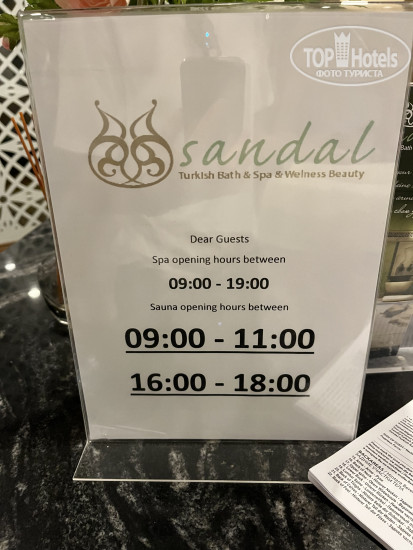 TOP Hotels
ФОТО ТУРИСТА
sandal
Turkish Bath & Spa & Welness Beauty
Dear Guests
Spa opening hours between
09:00 - 19:00
Sauna opening hours between
09:00 - 11:00
16:00 - 18:00